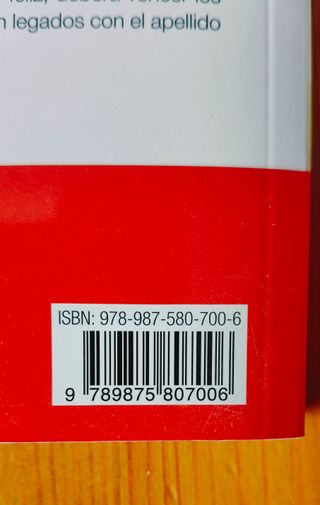 legados con el apellido
ISBN: 978-987-580-700-6
9 789875 807006